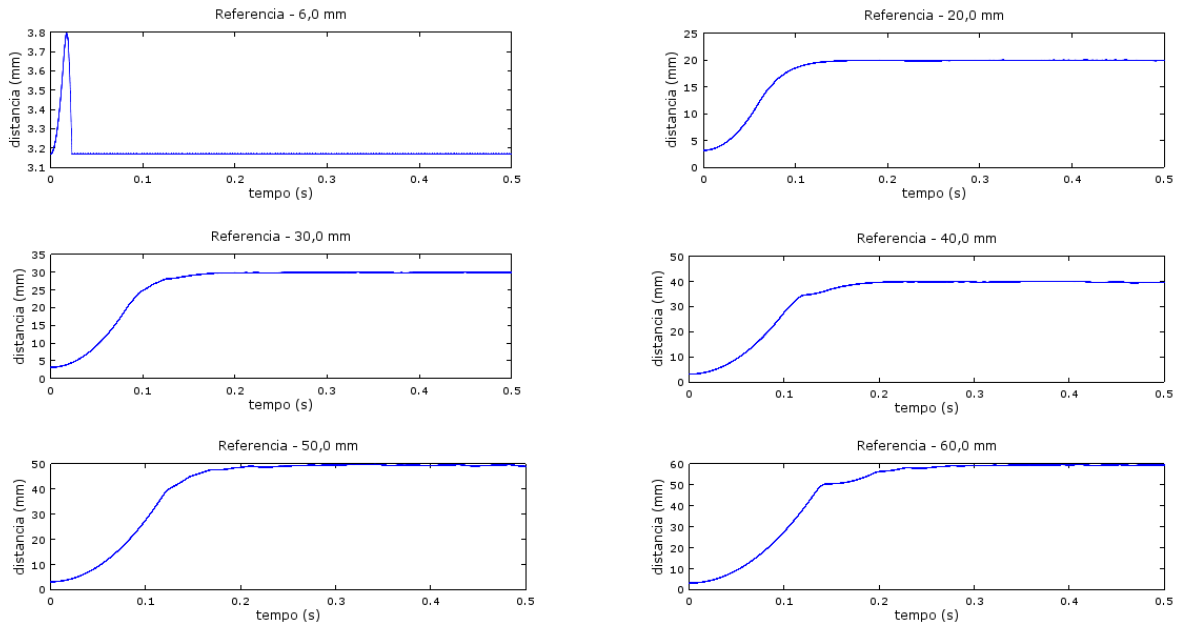 Referencia - 6,0 mm
3.8
3.7
3.6
3.5
3.4
3.3
3.2
3.1
distancia (mm)
0 0.1 0.2 0.3 0.4 0.5
tempo (s)
Referencia - 20,0 mm
25
20
15
10
5
0
distancia (mm)
0 0.1 0.2 0.3 0.4 0.5
tempo (s)
Referencia - 30,0 mm
35
30
25
20
15
10
5
0
distancia (mm)
0 0.1 0.2 0.3 0.4 0.5
tempo (s)
Referencia - 40,0 mm
50
40
30
20
10
0
distancia (mm)
0 0.1 0.2 0.3 0.4 0.5
tempo (s)
Referencia - 50,0 mm
50
40
30
20
10
0
distancia (mm)
0 0.1 0.2 0.3 0.4 0.5
tempo (s)
Referencia - 60,0 mm
60
50
40
30
20
10
0
distancia (mm)
0 0.1 0.2 0.3 0.4 0.5
tempo (s)